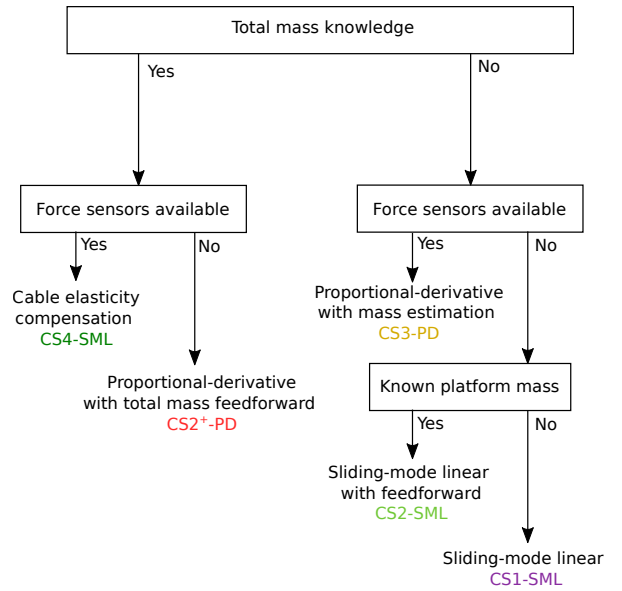 Total mass knowledge
Yes
No
Force sensors available
Force sensors available
Yes
No
Yes
No
Cable elasticity
compensation
CS4-SML
Proportional-derivative
with mass estimation
CS3-PD
Proportional-derivative
with total mass feedforward
CS2⁺-PD
Known platform mass
Yes
No
Sliding-mode linear
with feedforward
CS2-SML
Sliding-mode linear
CS1-SML